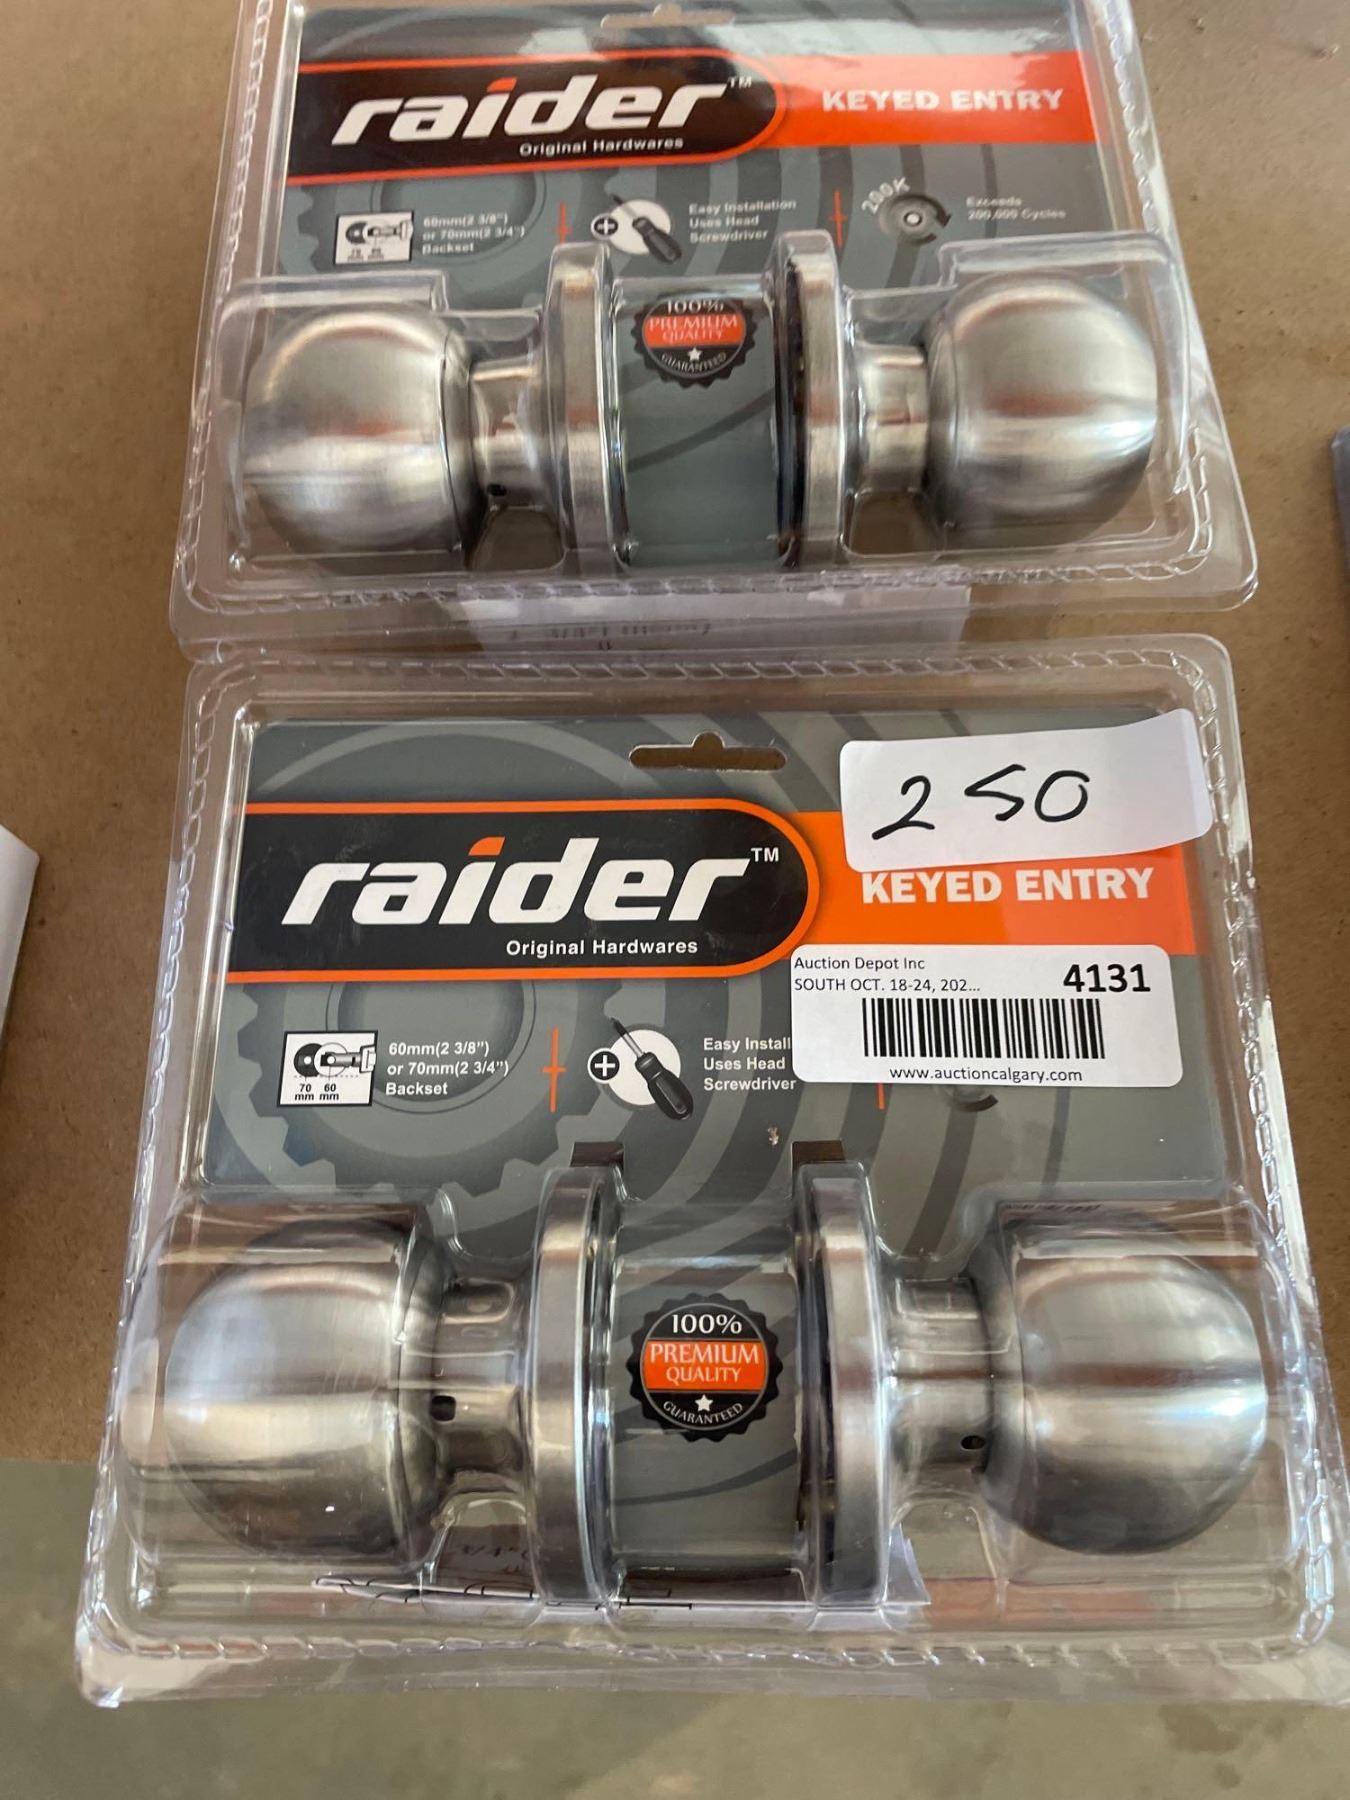 raider™
KEYED ENTRY
Original Hardwares
60mm(2 3/8")
or 70mm(2 3/4")
Backset
Easy Installation
Uses Head
Screwdriver
200K
Exceeds
200,000 Cycles
100%
PREMIUM
QUALITY
GUARANTEED
250
raider™
KEYED ENTRY
Original Hardwares
Auction Depot Inc
SOUTH OCT. 18-24, 202...
4131
www.auctioncalgary.com
70 60
mm mm
60mm(2 3/8")
or 70mm(2 3/4")
Backset
Easy Install
Uses Head
Screwdriver
100%
PREMIUM
QUALITY
GUARANTEED